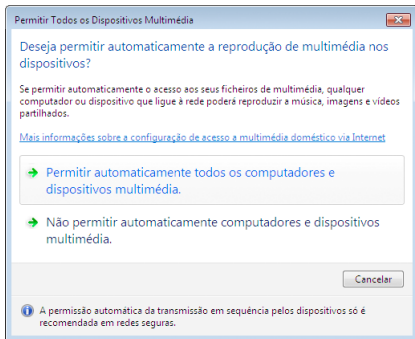 Permitir Todos os Dispositivos Multimédia
Deseja permitir automaticamente a reprodução de multimédia nos
dispositivos?
Se permitir automaticamente o acesso aos seus ficheiros de multimédia, qualquer
computador ou dispositivo que ligue à rede poderá reproduzir a música, imagens e vídeos
partilhados.
Mais informações sobre a configuração de acesso a multimédia doméstico via Internet
Permitir automaticamente todos os computadores e
dispositivos multimédia.
Não permitir automaticamente computadores e dispositivos
multimédia.
Cancelar
A permissão automática da transmissão em sequência pelos dispositivos só é
recomendada em redes seguras.